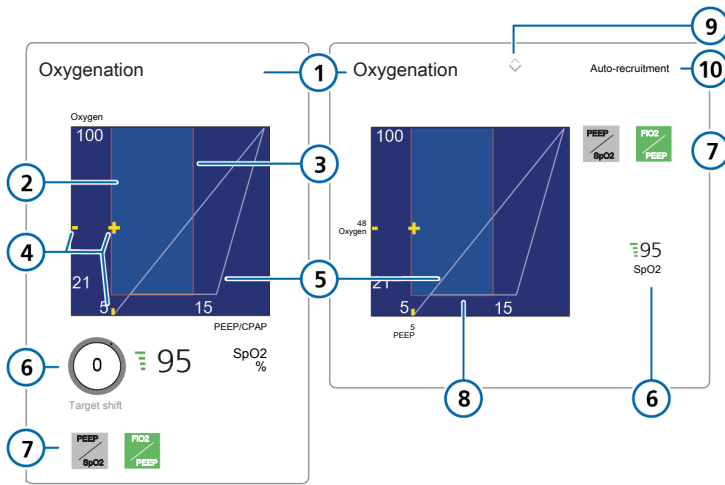 9
Oxygenation
1
Oxygenation
Auto-recruitment
10
Oxygen
100
2
3
4
21
5
15
PEEP/CPAP
0
6
95
SpO2
%
Target shift
7
PEEP
SpO2
FIO2
PEEP
100
PEEP
SpO2
FIO2
PEEP
7
48
Oxygen
5
21
5
15
5
PEEP
95
SpO2
8
6